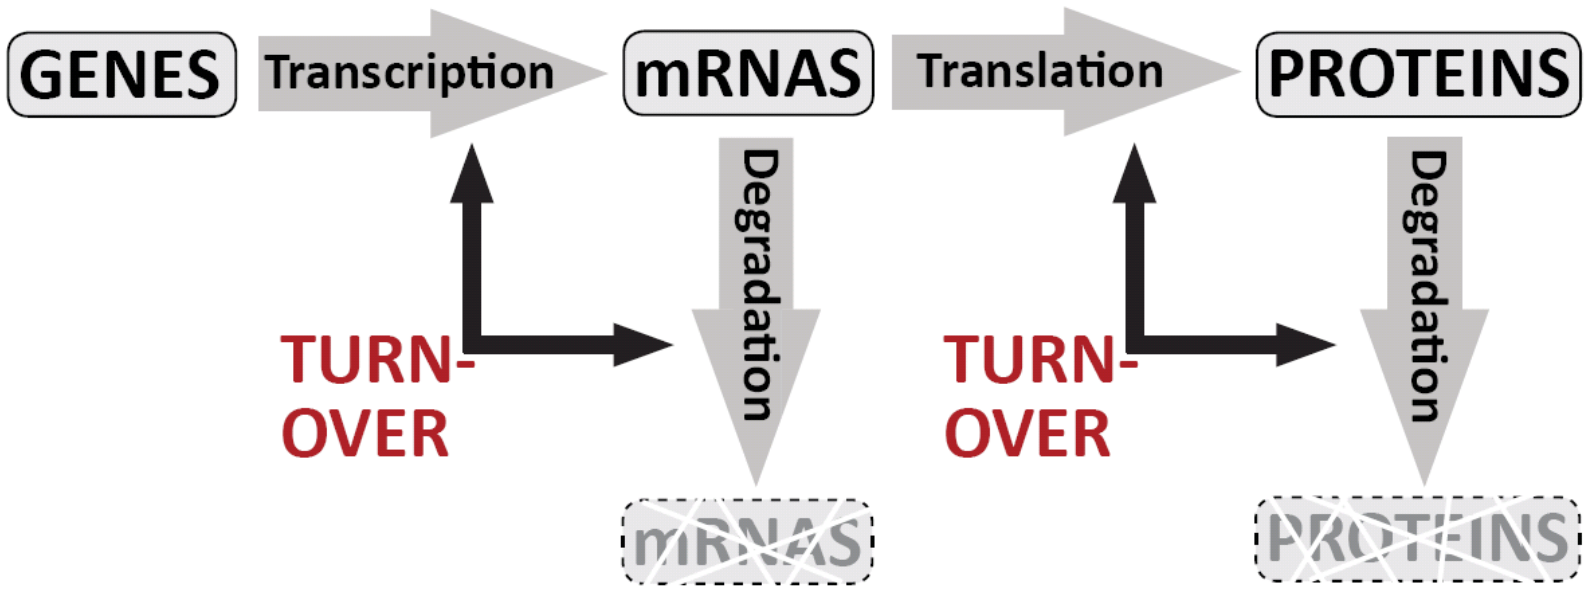 GENES
Transcription
mRNAS
Translation
PROTEINS
Degradation
Degradation
TURN-
OVER
TURN-
OVER
mRNAS
PROTEINS